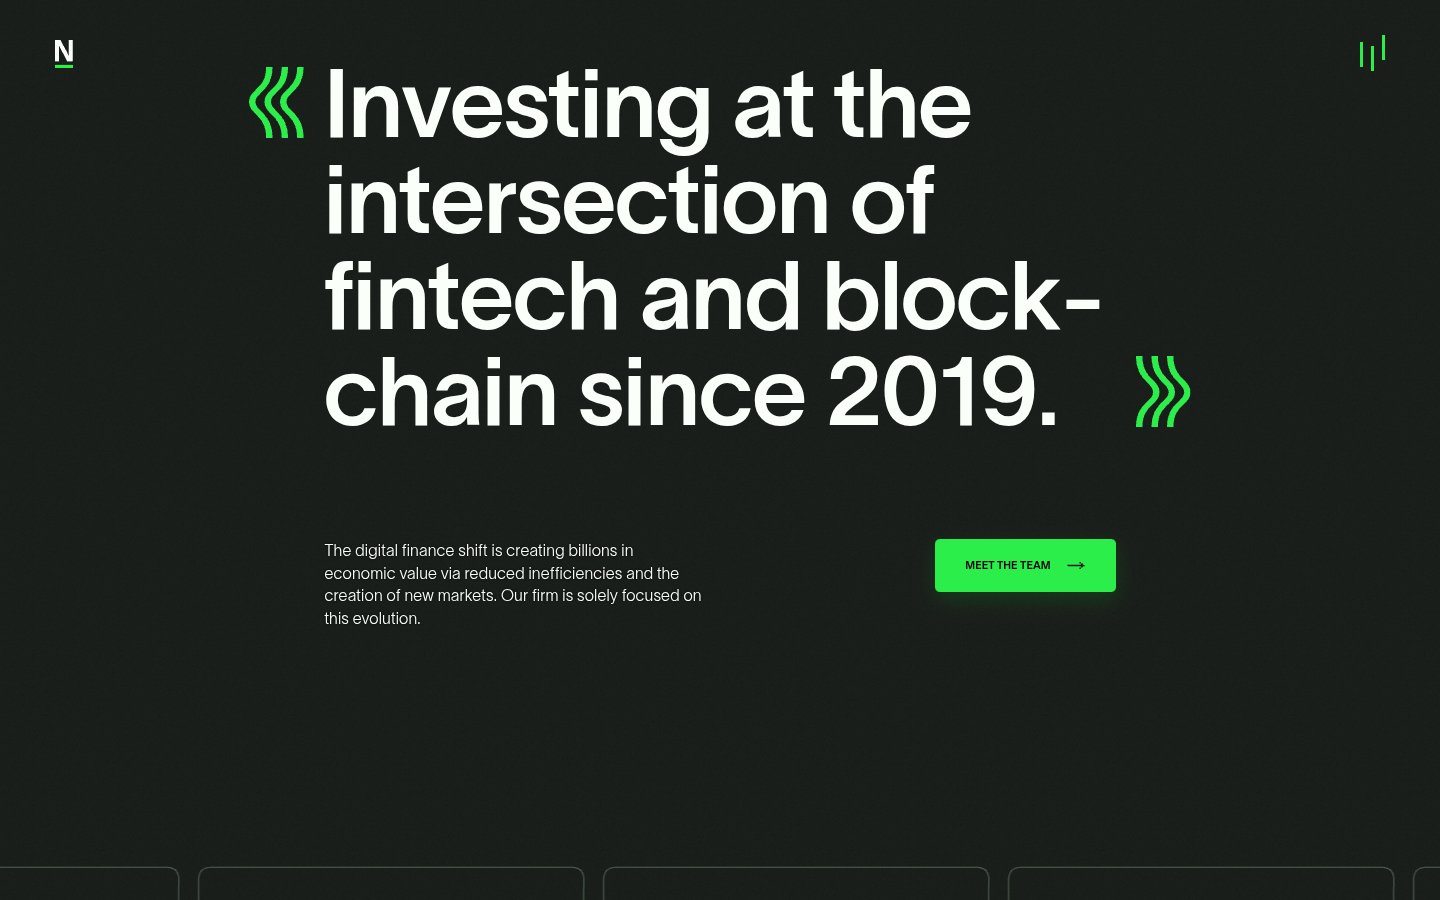 N
Investing at the
intersection of
fintech and block-
chain since 2019.
The digital finance shift is creating billions in
economic value via reduced inefficiencies and the
creation of new markets. Our firm is solely focused on
this evolution.
MEET THE TEAM